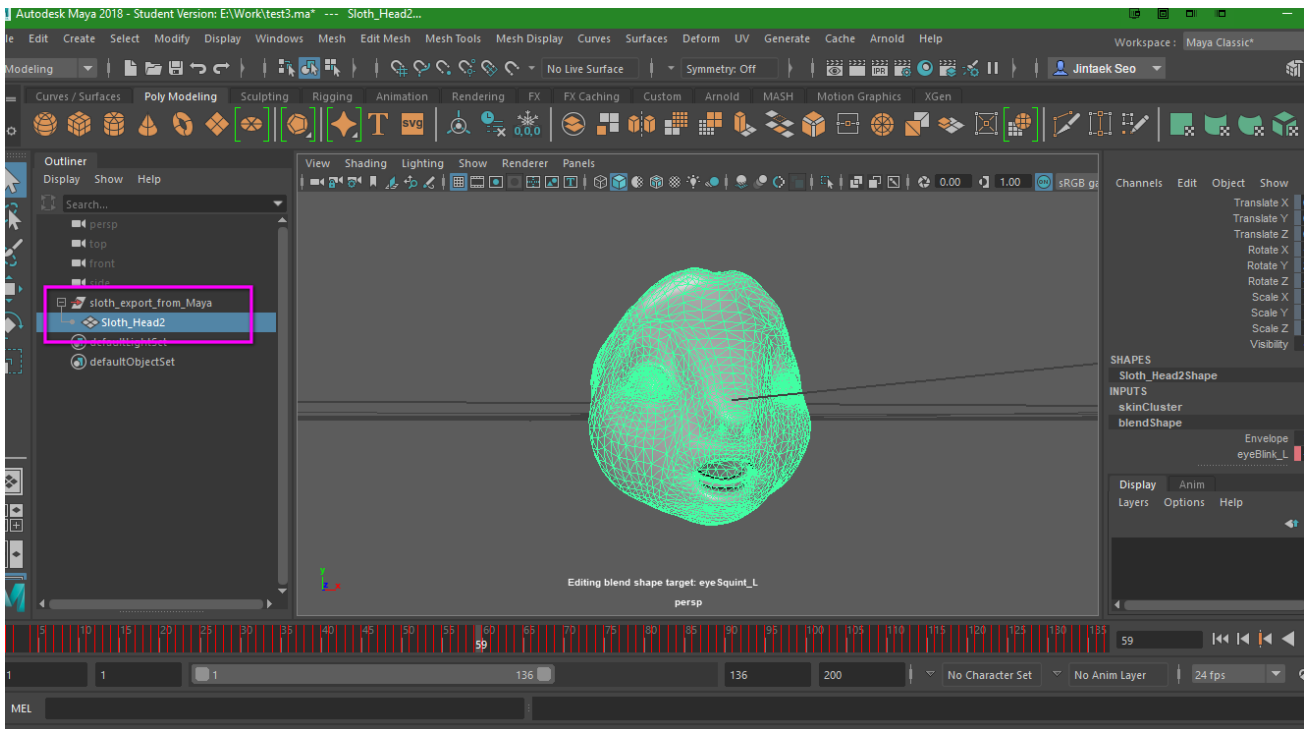 Autodesk Maya 2018 - Student Version: E:\Work\test3.ma* --- Sloth_Head2...
Edit Create Select Modify Display Windows Mesh Edit Mesh Mesh Tools Mesh Display Curves Surfaces Deform UV Generate Cache Arnold Help
Workspace: Maya Classic*
No Live Surface
Symmetry: Off
IPR
Jintaek Seo
Curves / Surfaces Poly Modeling Sculpting Rigging Animation Rendering FX FX Caching Custom Arnold MASH Motion Graphics XGen
T
svg
0,0,0
Outliner
Display Show Help
Search...
persp
top
front
side
sloth_export_from_Maya
Sloth_Head2
defaultLightSet
defaultObjectSet
View Shading Lighting Show Renderer Panels
0.00
1.00
Editing blend shape target: eyeSquint_L
persp
y
z x
Channels Edit Object Show
Translate X
Translate Y
Translate Z
Rotate X
Rotate Y
Rotate Z
Scale X
Scale Y
Scale Z
Visibility
SHAPES
Sloth_Head2Shape
INPUTS
skinCluster
blendShape
Envelope
eyeBlink_L
Display Anim
Layers Options Help
5 10 15 20 25 30 35 40 45 50 55 60 65 70 75 80 85 90 95 100 105 110 115 120 125 130 135
59
59
1 1 1 136 136 200
No Character Set
No Anim Layer
24 fps
MEL